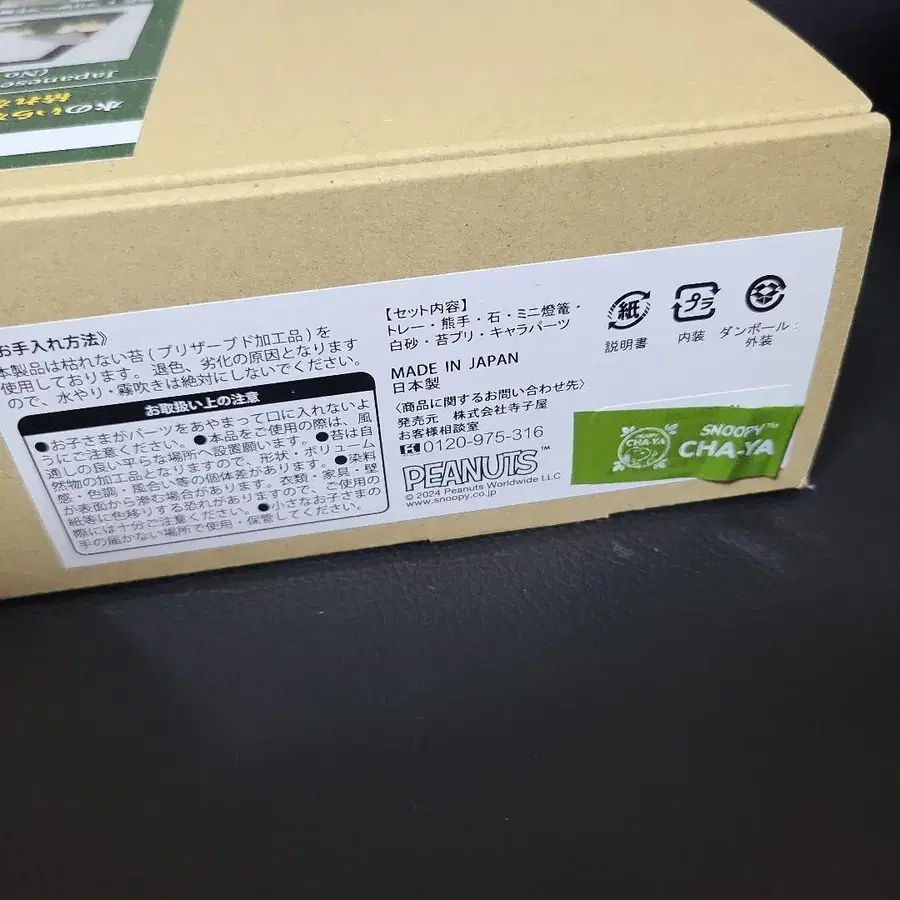 Japanese
(No
水のいら
枯れな
お手入れ方法》
本製品は枯れない苔(プリザーブド加工品)を
使用しております。退色、劣化の原因となります
ので、水やり・霧吹きは絶対にしないでください。
お取扱い上の注意
●お子さまがパーツをあやまって口に入れないよ
うにご注意ください。●本品をご使用の際は、風
通しの良い平らな場所へ設置願います。●苔は自
然物の加工品となりますので、形状・ボリューム
感・色調・風合い等の個体差があります。●染料
が表面から滲む場合があります。衣類・家具・壁
紙等に色移りする恐れがありますので、ご使用の
際には十分ご注意ください。●小さなお子さまの
手の届かない場所で使用・保管してください。
【セット内容】
トレー・熊手・石・ミニ燈篭・
白砂・苔プリ・キャラパーツ
MADE IN JAPAN
日本製
〈商品に関するお問い合わせ先〉
発売元 株式会社寺子屋
お客様相談室
0120-975-316
PEANUTS™
© 2024 Peanuts Worldwide LLC
www.snoopy.co.jp
紙
説明書
プラ
内装
ダンボール:
外装
SNOOPY
CHA-YA
SNOOPY™
CHA-YA